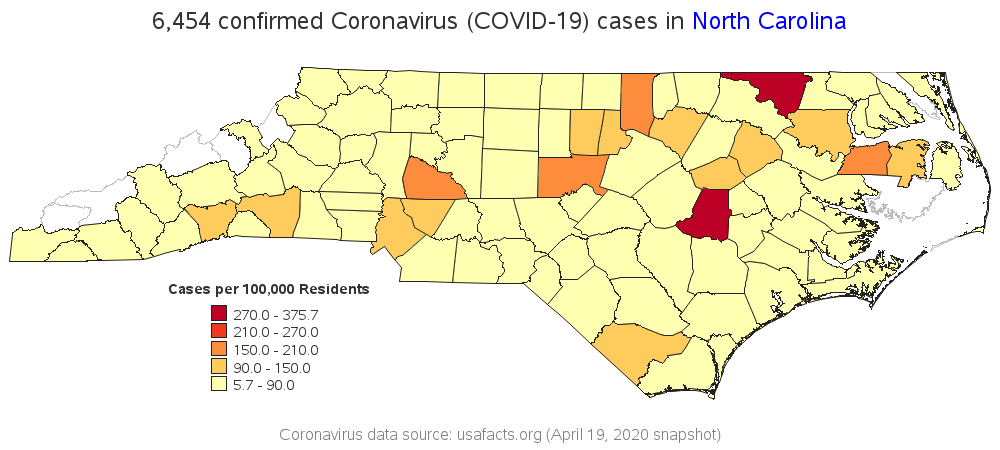 6,454 confirmed Coronavirus (COVID-19) cases in North Carolina
Cases per 100,000 Residents
270.0 - 375.7
210.0 - 270.0
150.0 - 210.0
90.0 - 150.0
5.7 - 90.0
Coronavirus data source: usafacts.org (April 19, 2020 snapshot)